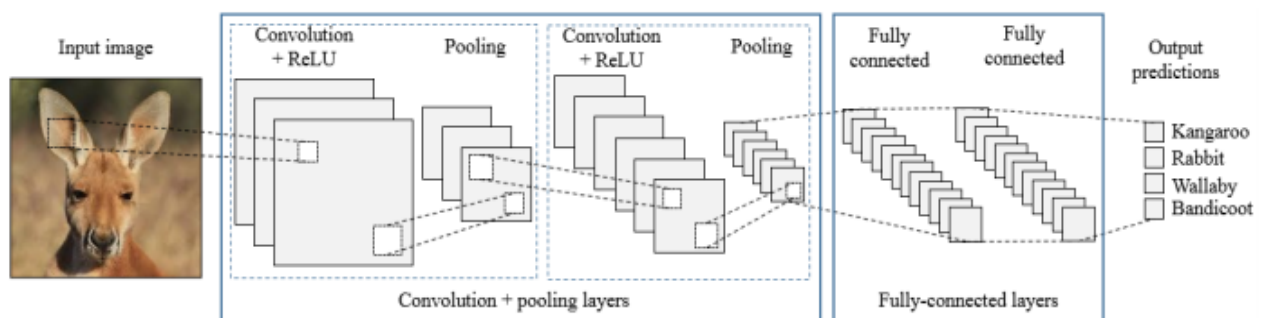 Input image
Convolution
+ ReLU
Pooling
Convolution
+ ReLU
Pooling
Fully
connected
Fully
connected
Output
predictions
Kangaroo
Rabbit
Wallaby
Bandicoot
Convolution + pooling layers
Fully-connected layers